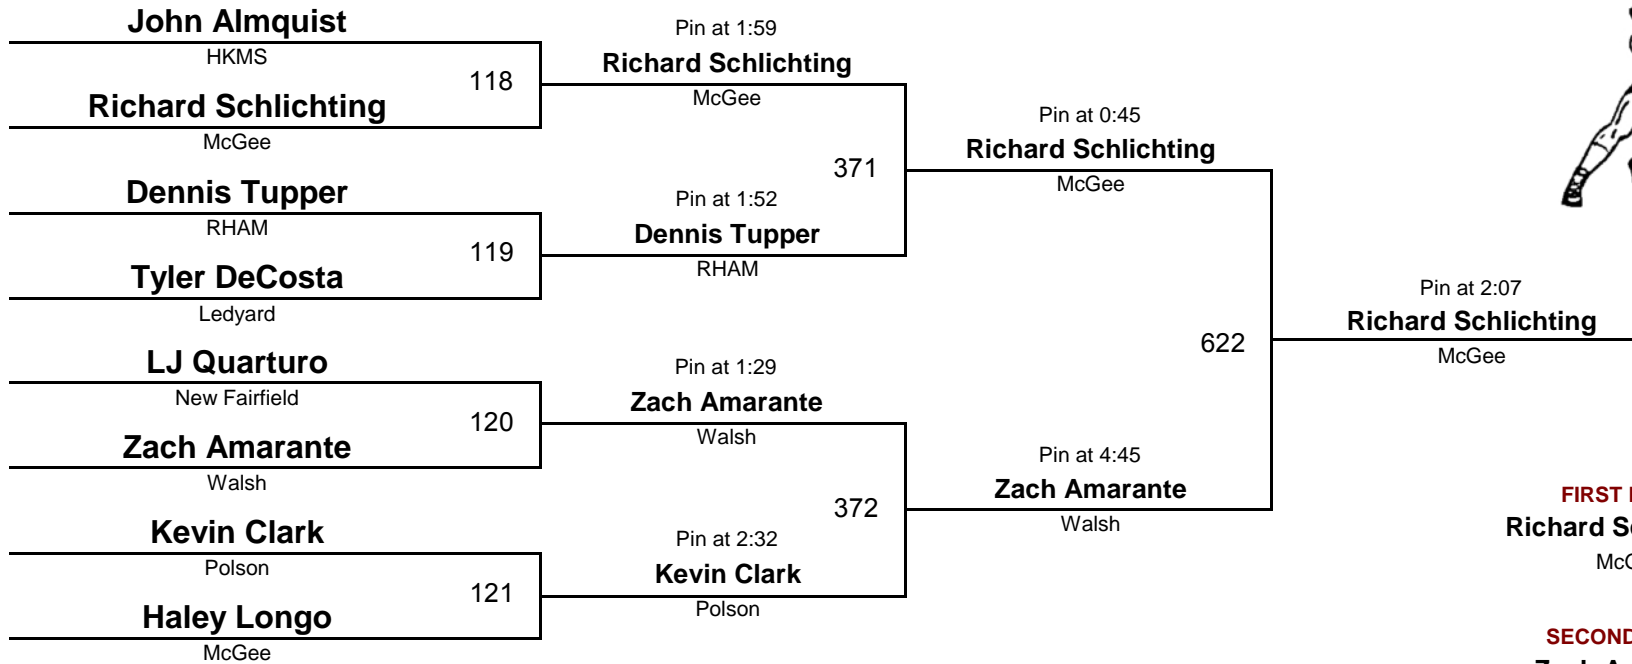 John Almquist
HKMS
118
Richard Schlichting
McGee
Dennis Tupper
RHAM
119
Tyler DeCosta
Ledyard
LJ Quarturo
New Fairfield
120
Zach Amarante
Walsh
Kevin Clark
Polson
121
Haley Longo
McGee
Pin at 1:59
Richard Schlichting
McGee
371
Pin at 1:52
Dennis Tupper
RHAM
Pin at 1:29
Zach Amarante
Walsh
372
Pin at 2:32
Kevin Clark
Polson
Pin at 0:45
Richard Schlichting
McGee
622
Pin at 4:45
Zach Amarante
Walsh
Pin at 2:07
Richard Schlichting
McGee
FIRST
Richard
SECOND